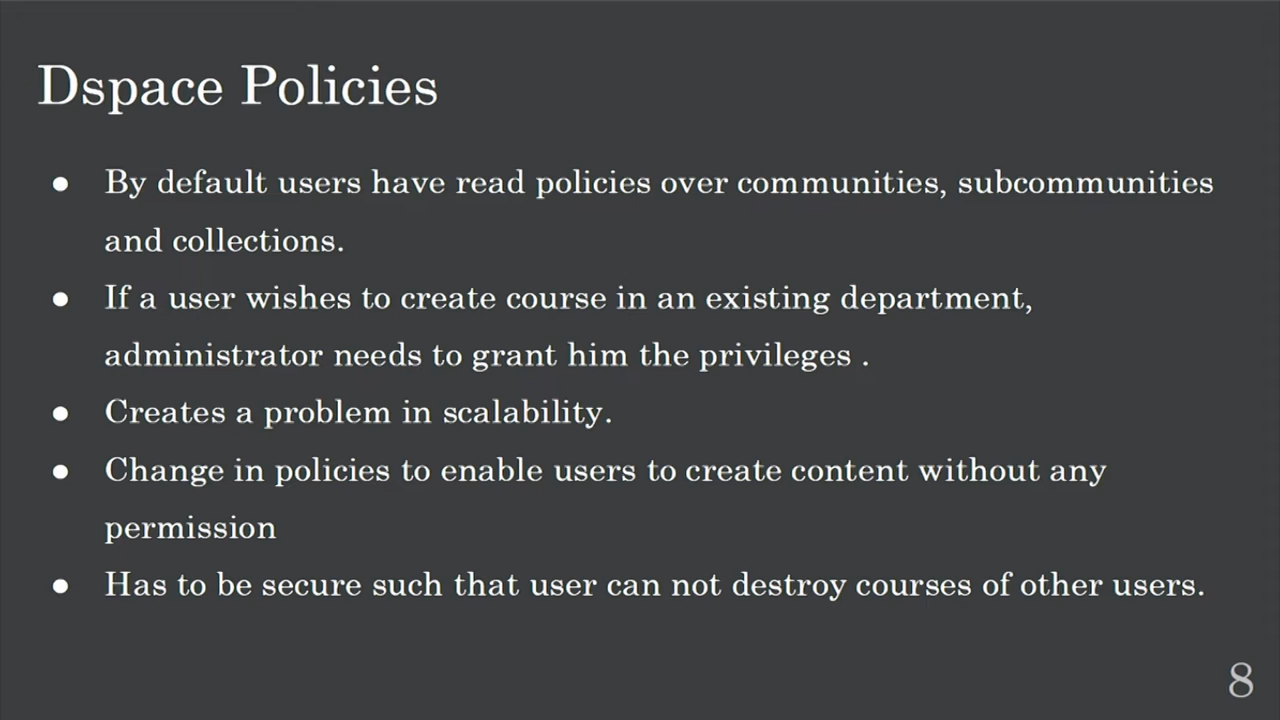 Dspace Policies
● By default users have read policies over communities, subcommunities
and collections.
● If a user wishes to create course in an existing department,
administrator needs to grant him the privileges .
● Creates a problem in scalability.
● Change in policies to enable users to create content without any
permission
● Has to be secure such that user can not destroy courses of other users.
8